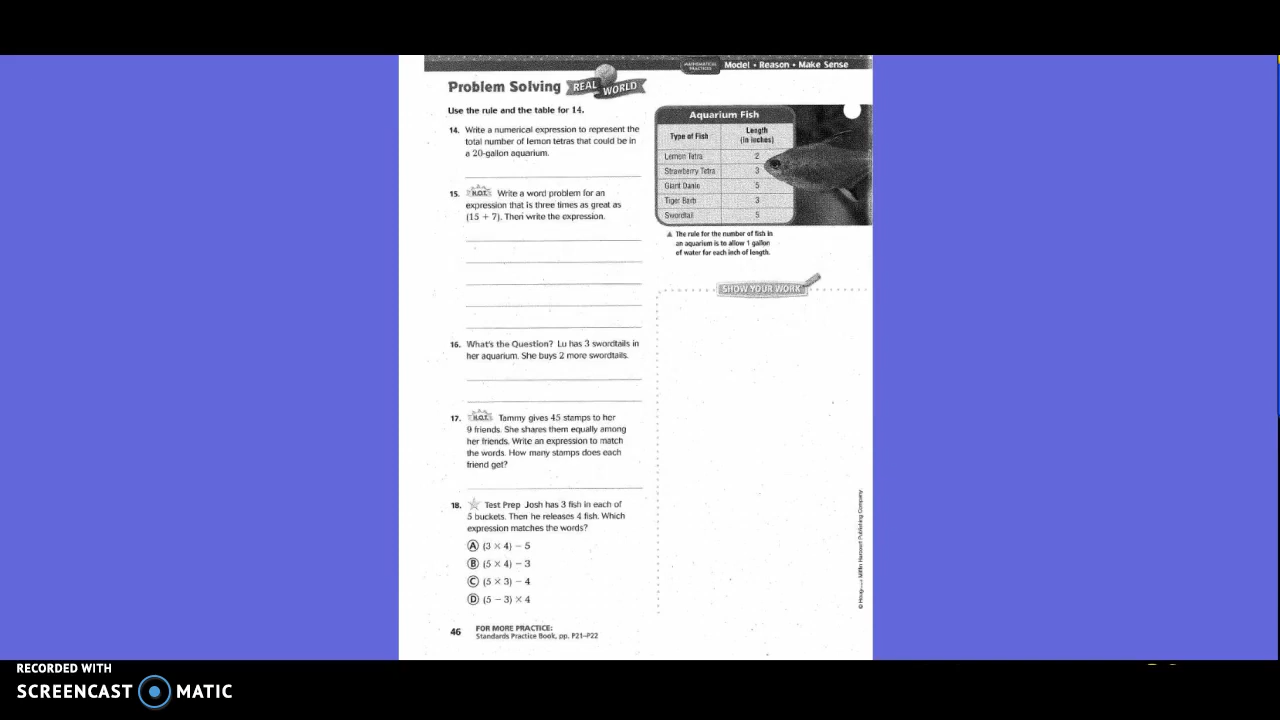 MATHEMATICAL
PRACTICES
Model • Reason • Make Sense
Problem Solving REAL WORLD
Use the rule and the table for 14.
14. Write a numerical expression to represent the
total number of lemon tetras that could be in
a 20-gallon aquarium.
15. H.O.T. Write a word problem for an
expression that is three times as great as
(15 + 7). Then write the expression.
16. What's the Question? Lu has 3 swordtails in
her aquarium. She buys 2 more swordtails.
17. H.O.T. Tammy gives 45 stamps to her
9 friends. She shares them equally among
her friends. Write an expression to match
the words. How many stamps does each
friend get?
18. Test Prep Josh has 3 fish in each of
5 buckets. Then he releases 4 fish. Which
expression matches the words?
A (3 × 4) − 5
B (5 × 4) − 3
C (5 × 3) − 4
D (5 − 3) × 4
46 FOR MORE PRACTICE:
Standards Practice Book, pp. P21–P22
Aquarium Fish
Type of Fish Length (in inches)
Lemon Tetra 2
Strawberry Tetra 3
Giant Danio 5
Tiger Barb 3
Swordtail 5
▲ The rule for the number of fish in
an aquarium is to allow 1 gallon
of water for each inch of length.
SHOW YOUR WORK
Mifflin Harcourt Publishing Company
RECORDED WITH
SCREENCAST MATIC